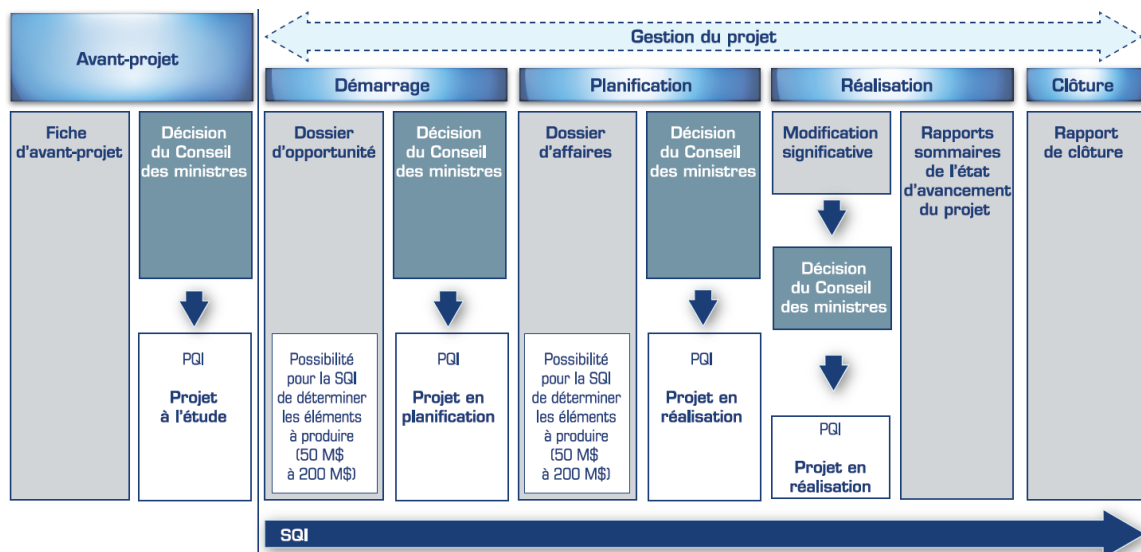 Avant-projet
Gestion du projet
Démarrage
Planification
Réalisation
Clôture
Fiche
d'avant-projet
Décision
du Conseil
des ministres
PQI
Projet
à l'étude
Dossier
d'opportunité
Possibilité
pour la SQI
de déterminer
les éléments
à produire
(50 M$
à 200 M$)
Décision
du Conseil
des ministres
PQI
Projet en
planification
Dossier
d'affaires
Possibilité
pour la SQI
de déterminer
les éléments
à produire
(50 M$
à 200 M$)
Décision
du Conseil
des ministres
PQI
Projet en
réalisation
Modification
significative
Décision
du Conseil
des ministres
PQI
Projet en
réalisation
Rapports
sommaires
de l'état
d'avancement
du projet
Rapport
de clôture
SQI